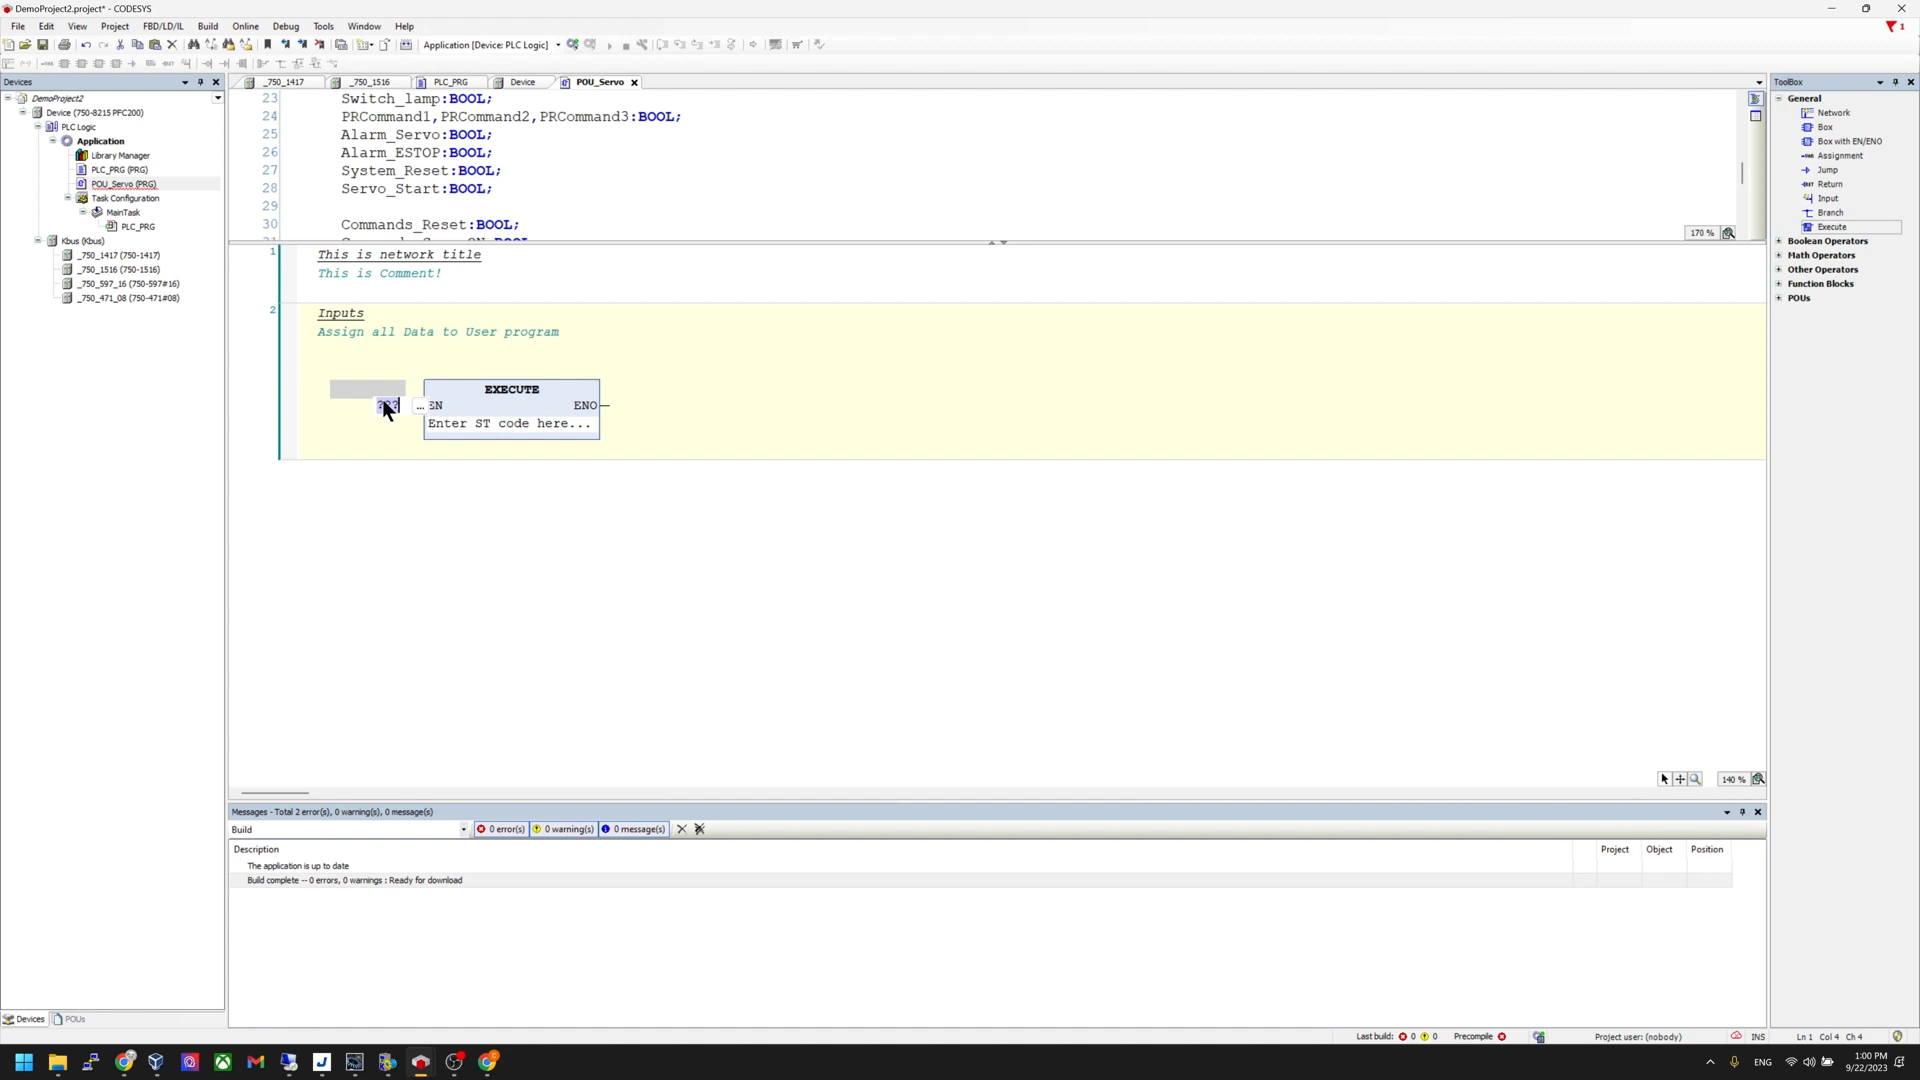 DemoProject2.project* - CODESYS
File Edit View Project FBD/LD/IL Build Online Debug Tools Window Help
Application [Device: PLC Logic]
1
Devices
DemoProject2
Device (750-8215 PFC200)
PLC Logic
Application
Library Manager
PLC_PRG (PRG)
POU_Servo (PRG)
Task Configuration
MainTask
PLC_PRG
Kbus (Kbus)
_750_1417 (750-1417)
_750_1516 (750-1516)
_750_597_16 (750-597#16)
_750_471_08 (750-471#08)
Devices POUs
_750_1417 _750_1516 PLC_PRG Device POU_Servo
23 Switch_lamp:BOOL;
24 PRCommand1,PRCommand2,PRCommand3:BOOL;
25 Alarm_Servo:BOOL;
26 Alarm_ESTOP:BOOL;
27 System_Reset:BOOL;
28 Servo_Start:BOOL;
29
30 Commands_Reset:BOOL;
170 %
1 This is network title
This is Comment!
2 Inputs
Assign all Data to User program
EXECUTE
... EN ENO
Enter ST code here...
140 %
Messages - Total 2 error(s), 0 warning(s), 0 message(s)
Build 0 error(s) 0 warning(s) 0 message(s)
Description Project Object Position
The application is up to date
Build complete -- 0 errors, 0 warnings : Ready for download
ToolBox
General
Network
Box
Box with EN/ENO
Assignment
Jump
Return
Input
Branch
Execute
Boolean Operators
Math Operators
Other Operators
Function Blocks
POUs
Last build: 0 0 Precompile Project user: (nobody) INS Ln 1 Col 4 Ch 4
ENG
1:00 PM
9/22/2023